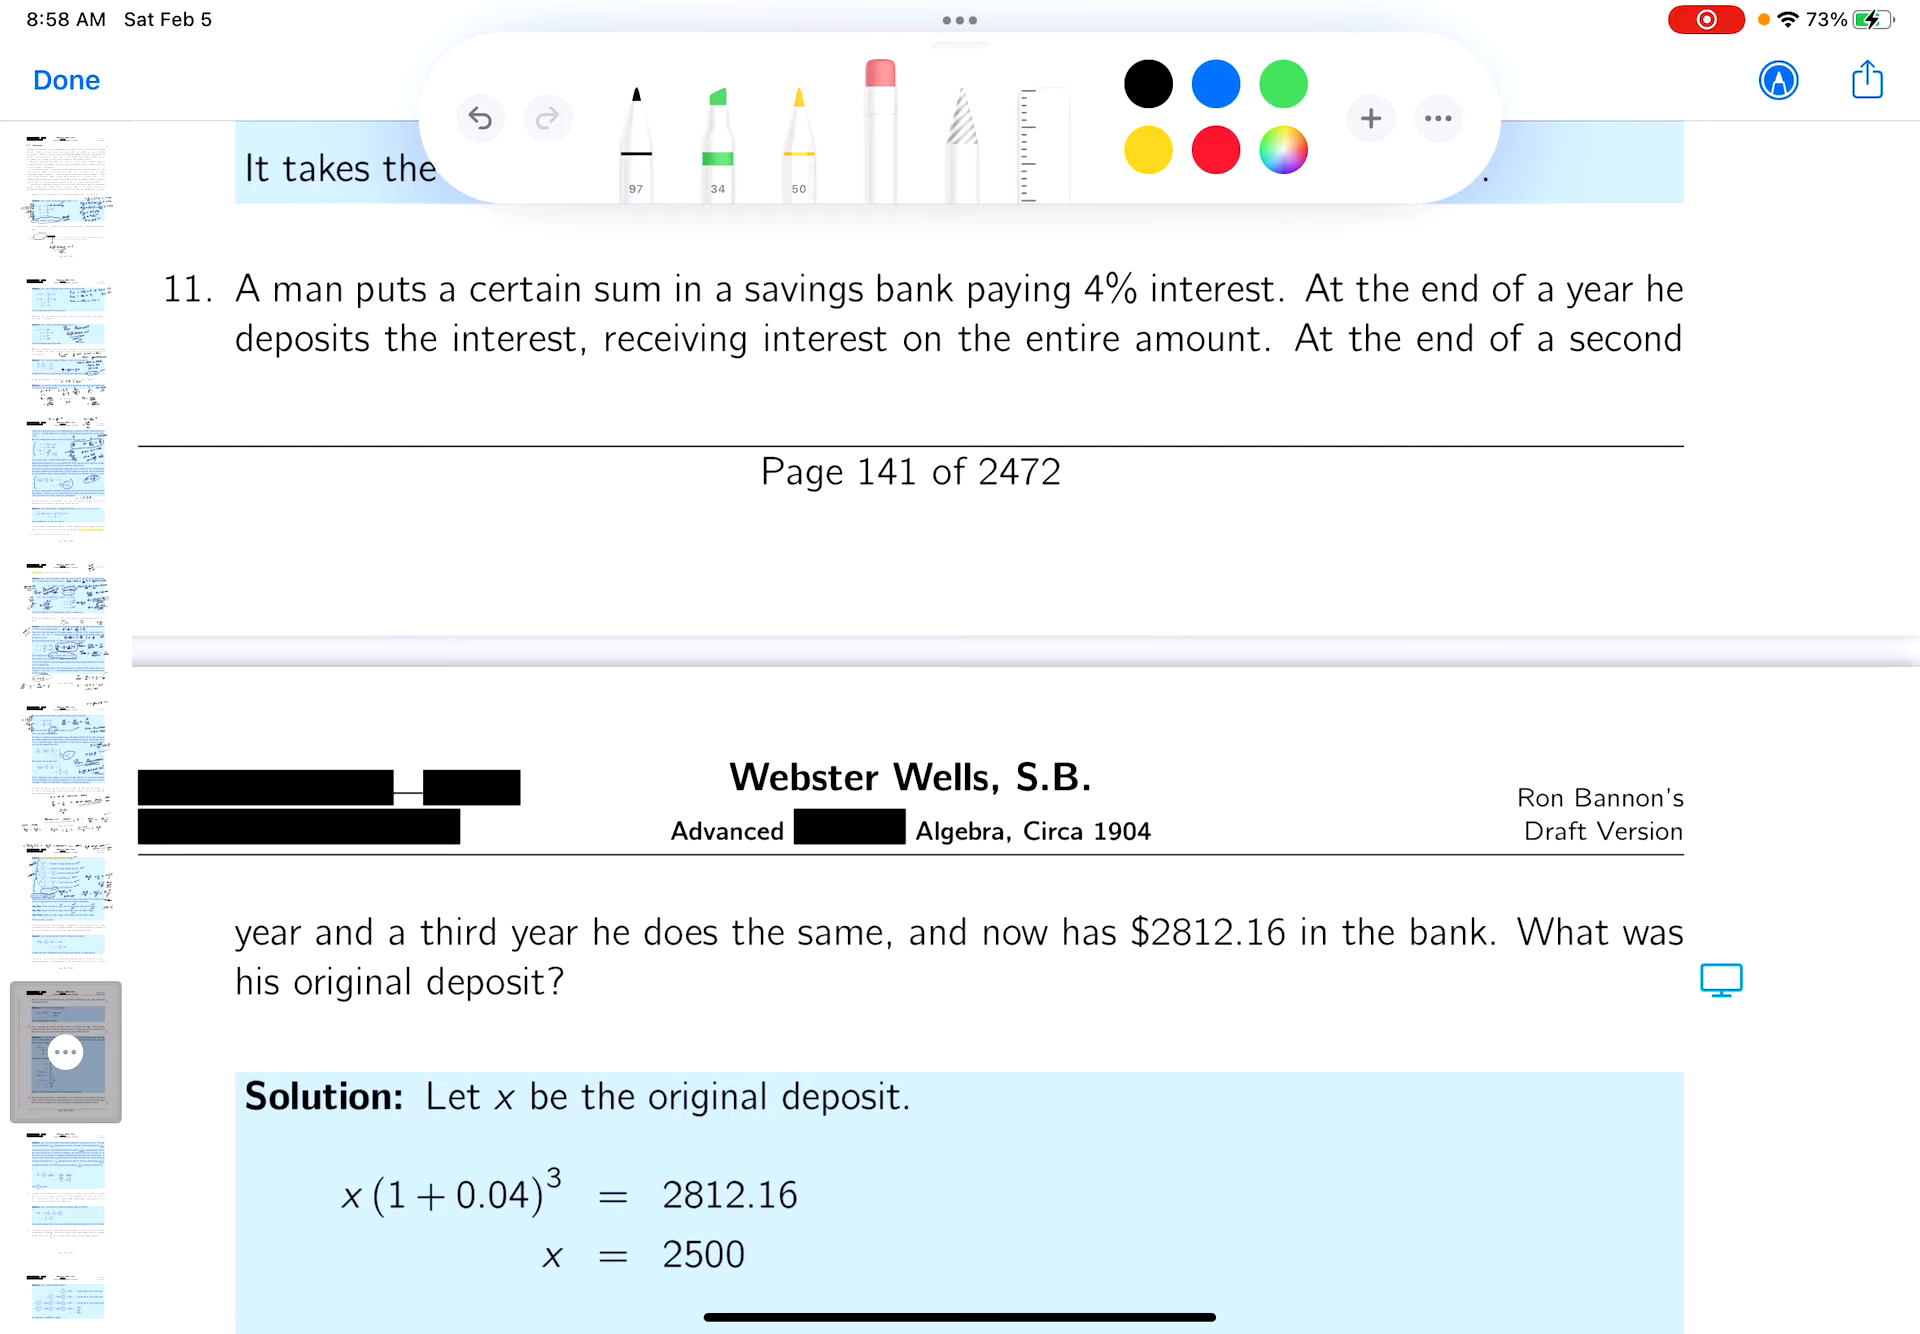 8:58 AM Sat Feb 5
73%
Done
97
34
50
It takes the
.
11. A man puts a certain sum in a savings bank paying 4% interest. At the end of a year he
deposits the interest, receiving interest on the entire amount. At the end of a second
Page 141 of 2472
Webster Wells, S.B.
Advanced Algebra, Circa 1904
Ron Bannon's
Draft Version
year and a third year he does the same, and now has $2812.16 in the bank. What was
his original deposit?
Solution: Let x be the original deposit.
x (1 + 0.04)³ = 2812.16
x = 2500